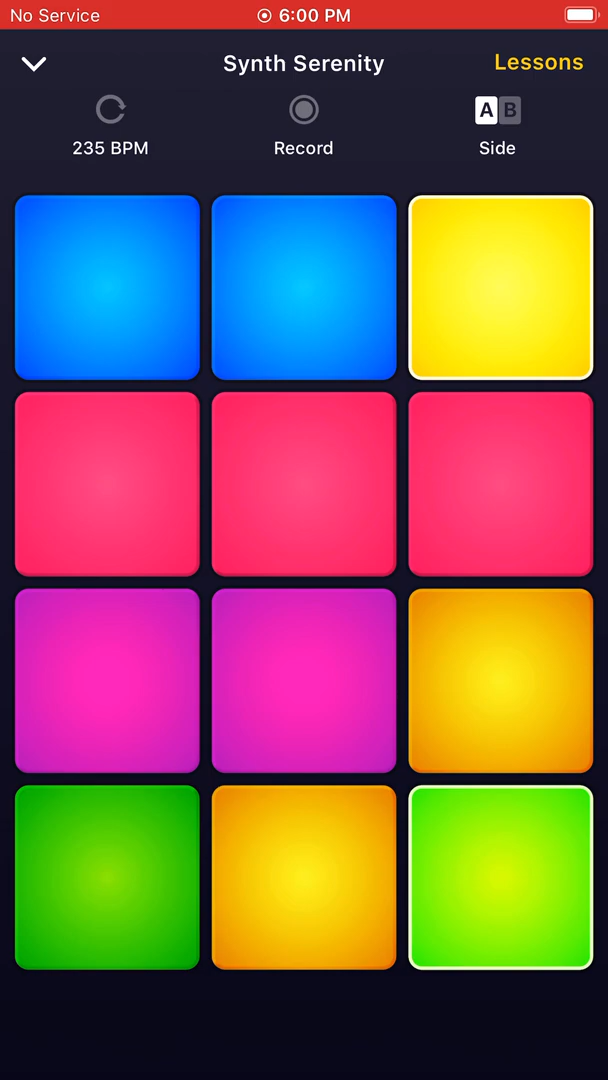 No Service 6:00 PM
Synth Serenity
Lessons
A B
235 BPM
Record
Side